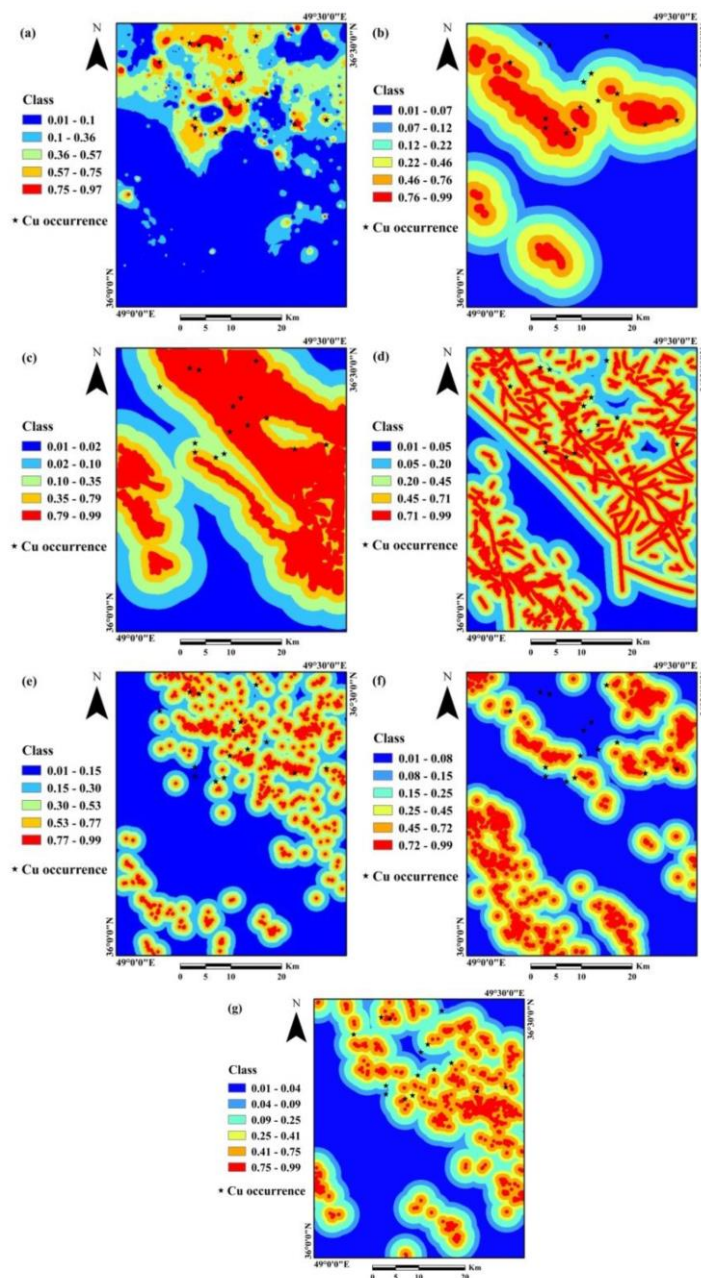 (a)
N
49°30'0"E
36°30'0"N
Class
0.01 - 0.1
0.1 - 0.36
0.36 - 0.57
0.57 - 0.75
0.75 - 0.97
* Cu occurrence
36°0'0"N
49°0'0"E
Km
0 5 10 20
(b)
N
49°30'0"E
Class
0.01 - 0.07
0.07 - 0.12
0.12 - 0.22
0.22 - 0.46
0.46 - 0.76
0.76 - 0.99
* Cu occurrence
36°0'0"N
49°0'0"E
Km
0 5 10 20
(c)
N
49°30'0"E
36°30'0"N
Class
0.01 - 0.02
0.02 - 0.10
0.10 - 0.35
0.35 - 0.79
0.79 - 0.99
* Cu occurrence
36°0'0"N
49°0'0"E
Km
0 5 10 20
(d)
N
49°30'0"E
Class
0.01 - 0.05
0.05 - 0.20
0.20 - 0.45
0.45 - 0.71
0.71 - 0.99
* Cu occurrence
36°0'0"N
49°0'0"E
Km
0 5 10 20
(e)
N
49°30'0"E
36°30'0"N
Class
0.01 - 0.15
0.15 - 0.30
0.30 - 0.53
0.53 - 0.77
0.77 - 0.99
* Cu occurrence
36°0'0"N
49°0'0"E
Km
0 5 10 20
(f)
N
49°30'0"E
Class
0.01 - 0.08
0.08 - 0.15
0.15 - 0.25
0.25 - 0.45
0.45 - 0.72
0.72 - 0.99
* Cu occurrence
36°0'0"N
49°0'0"E
Km
0 5 10 20
(g)
N
49°30'0"E
36°30'0"N
Class
0.01 - 0.04
0.04 - 0.09
0.09 - 0.25
0.25 - 0.41
0.41 - 0.75
0.75 - 0.99
* Cu occurrence
36°0'0"N
49°0'0"E
Km
0 5 10 20